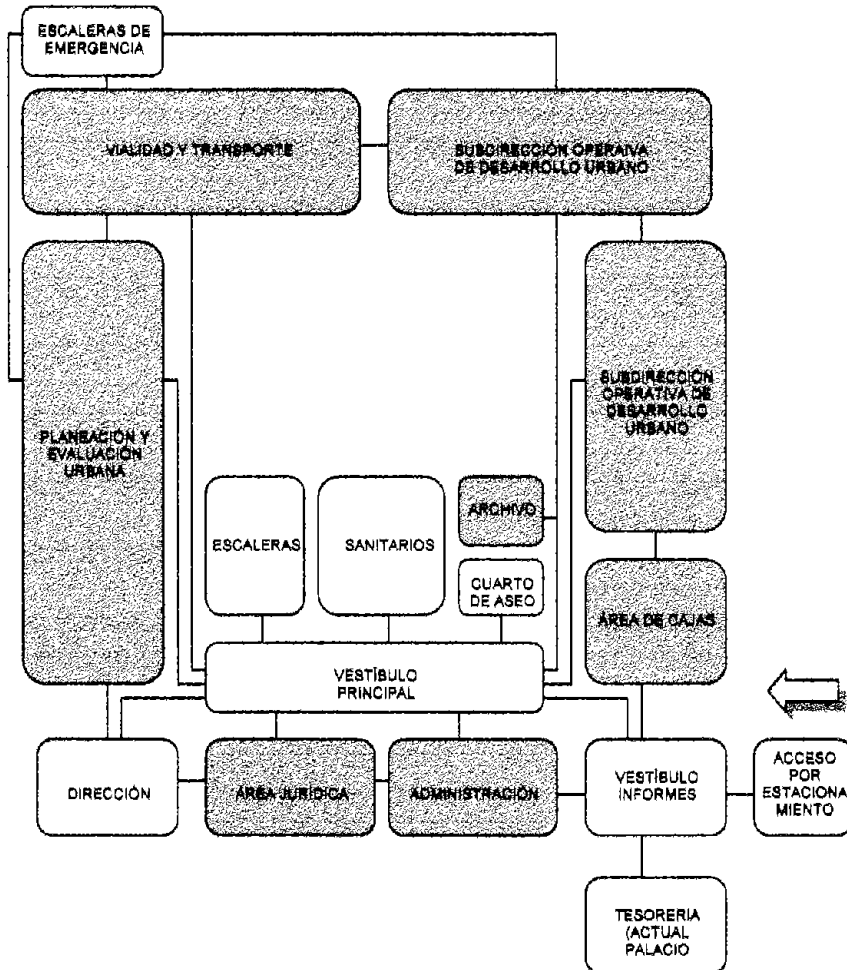 ESCALERAS DE
EMERGENCIA
VIALIDAD Y TRANSPORTE
SUBDIRECCIÓN OPERAIVA
DE DESARROLLO URBANO
PLANEACIÓN Y
EVALUACIÓN
URBANA
SUBDIRECCIÓN
OPERATIVA DE
DESARROLLO
URBANO
ESCALERAS
SANITARIOS
ARCHIVO
CUARTO
DE ASEO
ÁREA DE CAJAS
VESTÍBULO
PRINCIPAL
DIRECCIÓN
ÁREA JURÍDICA
ADMINISTRACIÓN
VESTÍBULO
INFORMES
ACCESO
POR
ESTACIONA
MIENTO
TESORERIA
(ACTUAL
PALACIO